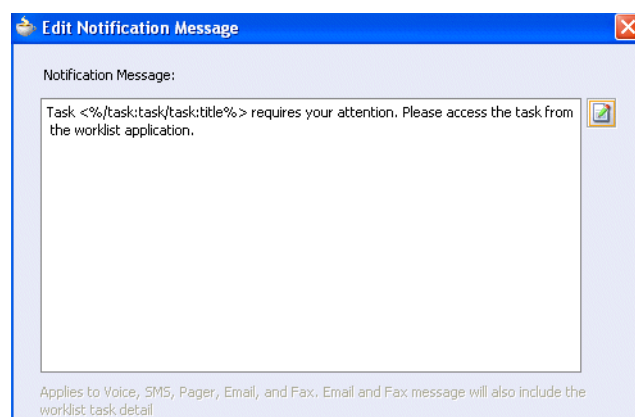 Edit Notification Message
Notification Message:
Task <%/task:task/task:title%> requires your attention. Please access the task from
the worklist application.
Applies to Voice, SMS, Pager, Email, and Fax. Email and Fax message will also include the
worklist task detail